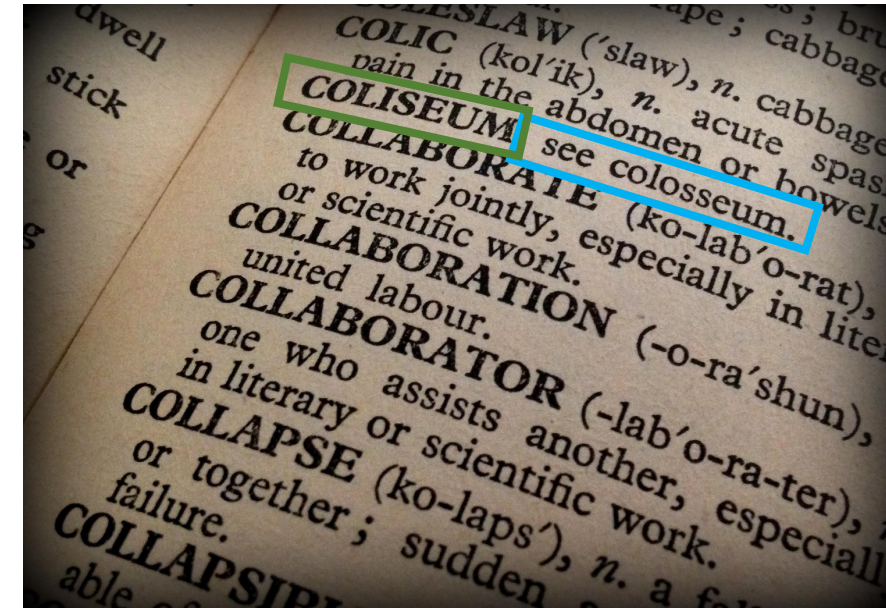 dwell
stick
or
COLESLAW ('slaw), n. cabbage
COLIC (kol'ik), n. acute spas
pain in the abdomen or bowels
COLISEUM see colosseum.
COLLABORATE (ko-lab'o-rat),
to work jointly, especially in liter
or scientific work.
COLLABORATION (-o-ra'shun),
united labour.
COLLABORATOR (-lab'o-ra-ter),
one who assists another, especiall
in literary or scientific work.
COLLAPSE (ko-laps'), n. a
or together ; sudden
failure.
COLLAPSIBL
able